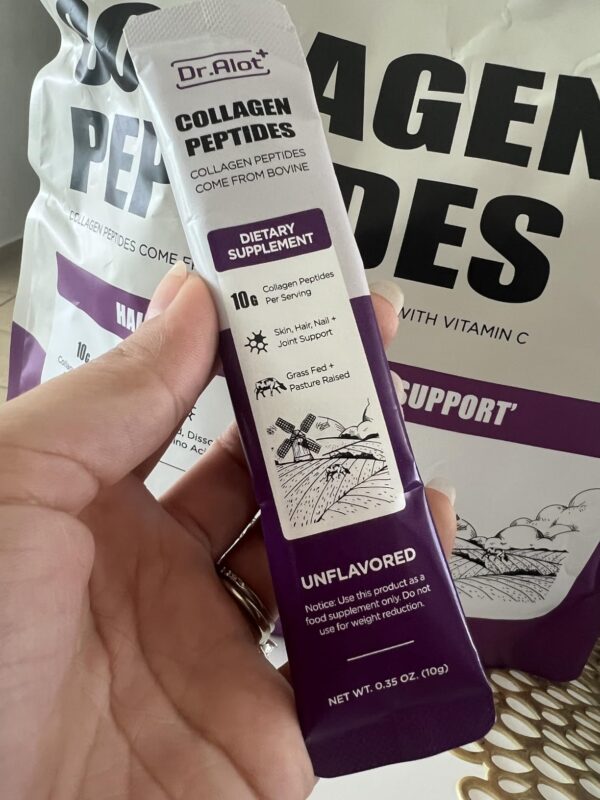 Dr.Alot+
COLLAGEN
PEPTIDES
COLLAGEN PEPTIDES
COME FROM BOVINE
DIETARY
SUPPLEMENT
10G Collagen Peptides
Per Serving
Skin, Hair, Nail +
Joint Support
Grass Fed +
Pasture Raised
UNFLAVORED
Notice: Use this product as a
food supplement only. Do not
use for weight reduction.
NET WT. 0.35 OZ. (10g)
PEP
COLLAGEN PEPTIDES COME
10G
AGEN
DES
WITH VITAMIN C
SUPPORT'